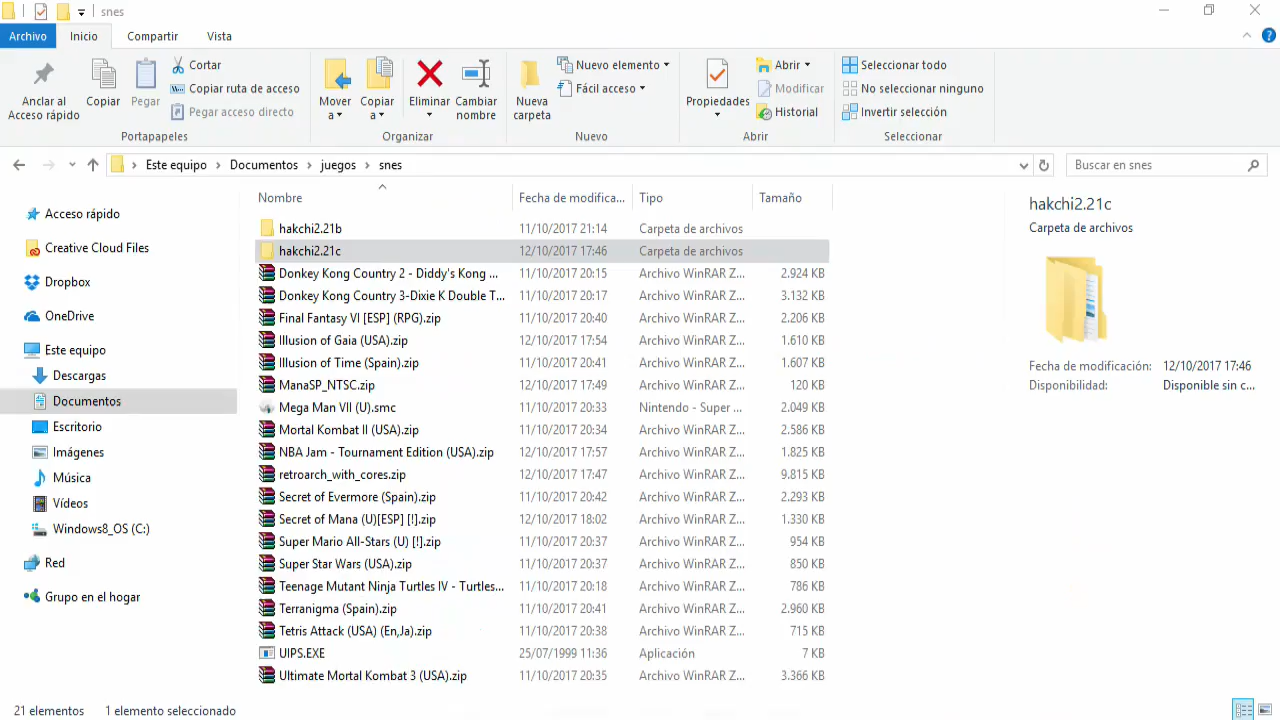 snes
Archivo Inicio Compartir Vista
Anclar al Acceso rápido
Copiar
Pegar
Cortar
Copiar ruta de acceso
Pegar acceso directo
Portapapeles
Mover a
Copiar a
Eliminar
Cambiar nombre
Organizar
Nueva carpeta
Nuevo elemento
Fácil acceso
Nuevo
Propiedades
Abrir
Modificar
Historial
Abrir
Seleccionar todo
No seleccionar ninguno
Invertir selección
Seleccionar
Este equipo > Documentos > juegos > snes
Buscar en snes
Acceso rápido
Creative Cloud Files
Dropbox
OneDrive
Este equipo
Descargas
Documentos
Escritorio
Imágenes
Música
Vídeos
Windows8_OS (C:)
Red
Grupo en el hogar
Nombre Fecha de modifica... Tipo Tamaño
hakchi2.21b 11/10/2017 21:14 Carpeta de archivos
hakchi2.21c 12/10/2017 17:46 Carpeta de archivos
Donkey Kong Country 2 - Diddy's Kong ... 11/10/2017 20:15 Archivo WinRAR Z... 2.924 KB
Donkey Kong Country 3-Dixie K Double T... 11/10/2017 20:17 Archivo WinRAR Z... 3.132 KB
Final Fantasy VI [ESP] (RPG).zip 11/10/2017 20:40 Archivo WinRAR Z... 2.206 KB
Illusion of Gaia (USA).zip 12/10/2017 17:54 Archivo WinRAR Z... 1.610 KB
Illusion of Time (Spain).zip 11/10/2017 20:41 Archivo WinRAR Z... 1.607 KB
ManaSP_NTSC.zip 12/10/2017 17:49 Archivo WinRAR Z... 120 KB
Mega Man VII (U).smc 11/10/2017 20:33 Nintendo - Super ... 2.049 KB
Mortal Kombat II (USA).zip 11/10/2017 20:34 Archivo WinRAR Z... 2.586 KB
NBA Jam - Tournament Edition (USA).zip 12/10/2017 17:57 Archivo WinRAR Z... 1.825 KB
retroarch_with_cores.zip 12/10/2017 17:47 Archivo WinRAR Z... 9.815 KB
Secret of Evermore (Spain).zip 11/10/2017 20:42 Archivo WinRAR Z... 2.293 KB
Secret of Mana (U)[ESP] [!].zip 12/10/2017 18:02 Archivo WinRAR Z... 1.330 KB
Super Mario All-Stars (U) [!].zip 11/10/2017 20:37 Archivo WinRAR Z... 954 KB
Super Star Wars (USA).zip 11/10/2017 20:37 Archivo WinRAR Z... 850 KB
Teenage Mutant Ninja Turtles IV - Turtles... 11/10/2017 20:18 Archivo WinRAR Z... 786 KB
Terranigma (Spain).zip 11/10/2017 20:41 Archivo WinRAR Z... 2.960 KB
Tetris Attack (USA) (En,Ja).zip 11/10/2017 20:38 Archivo WinRAR Z... 715 KB
UIPS.EXE 25/07/1999 11:36 Aplicación 7 KB
Ultimate Mortal Kombat 3 (USA).zip 11/10/2017 20:35 Archivo WinRAR Z... 3.366 KB
hakchi2.21c
Carpeta de archivos
Fecha de modificación: 12/10/2017 17:46
Disponibilidad: Disponible sin c...
21 elementos 1 elemento seleccionado